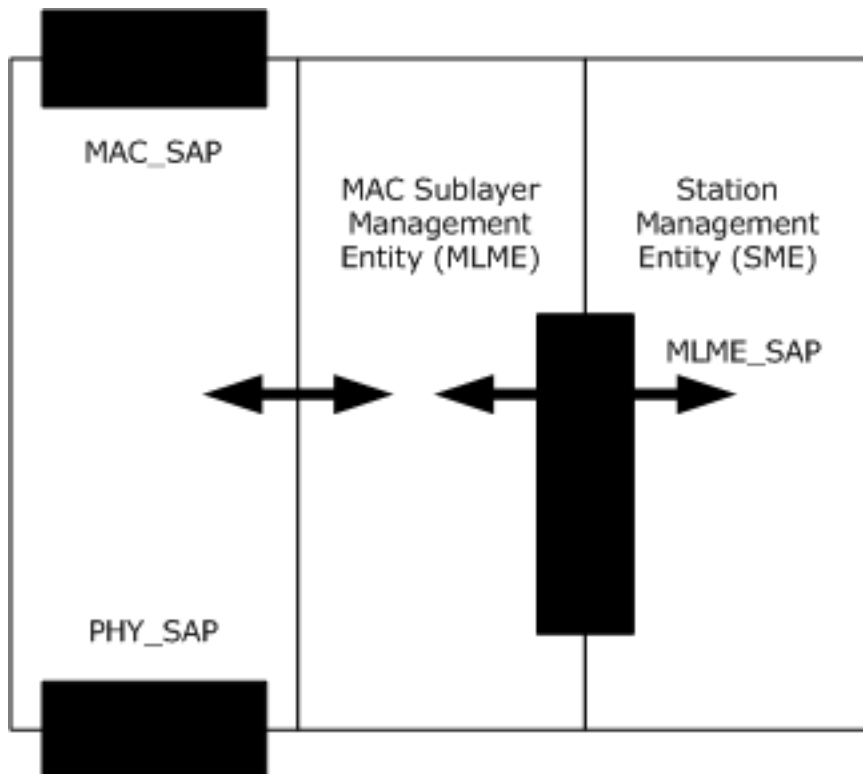 MAC_SAP
MAC Sublayer
Management
Entity (MLME)
Station
Management
Entity (SME)
MLME_SAP
PHY_SAP